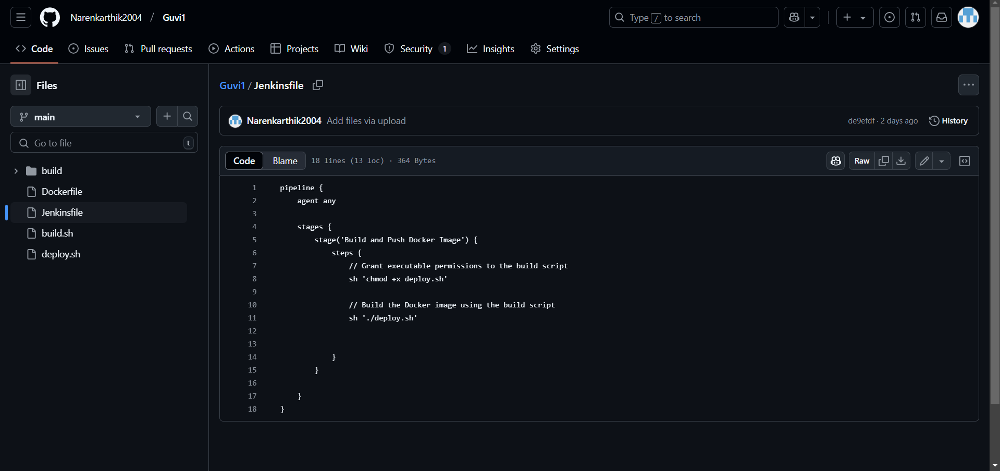 Narenkarthik2004 / Guvi1
Type / to search
Code Issues Pull requests Actions Projects Wiki Security 1 Insights Settings
Files
main
Go to file t
build
Dockerfile
Jenkinsfile
build.sh
deploy.sh
Guvi1 / Jenkinsfile
Narenkarthik2004 Add files via upload de9efdf · 2 days ago History
Code Blame 18 lines (13 loc) · 364 Bytes Raw
1 pipeline {
2     agent any
3
4     stages {
5         stage('Build and Push Docker Image') {
6             steps {
7                 // Grant executable permissions to the build script
8                 sh 'chmod +x deploy.sh'
9
10                 // Build the Docker image using the build script
11                 sh './deploy.sh'
12
13
14             }
15         }
16
17     }
18 }